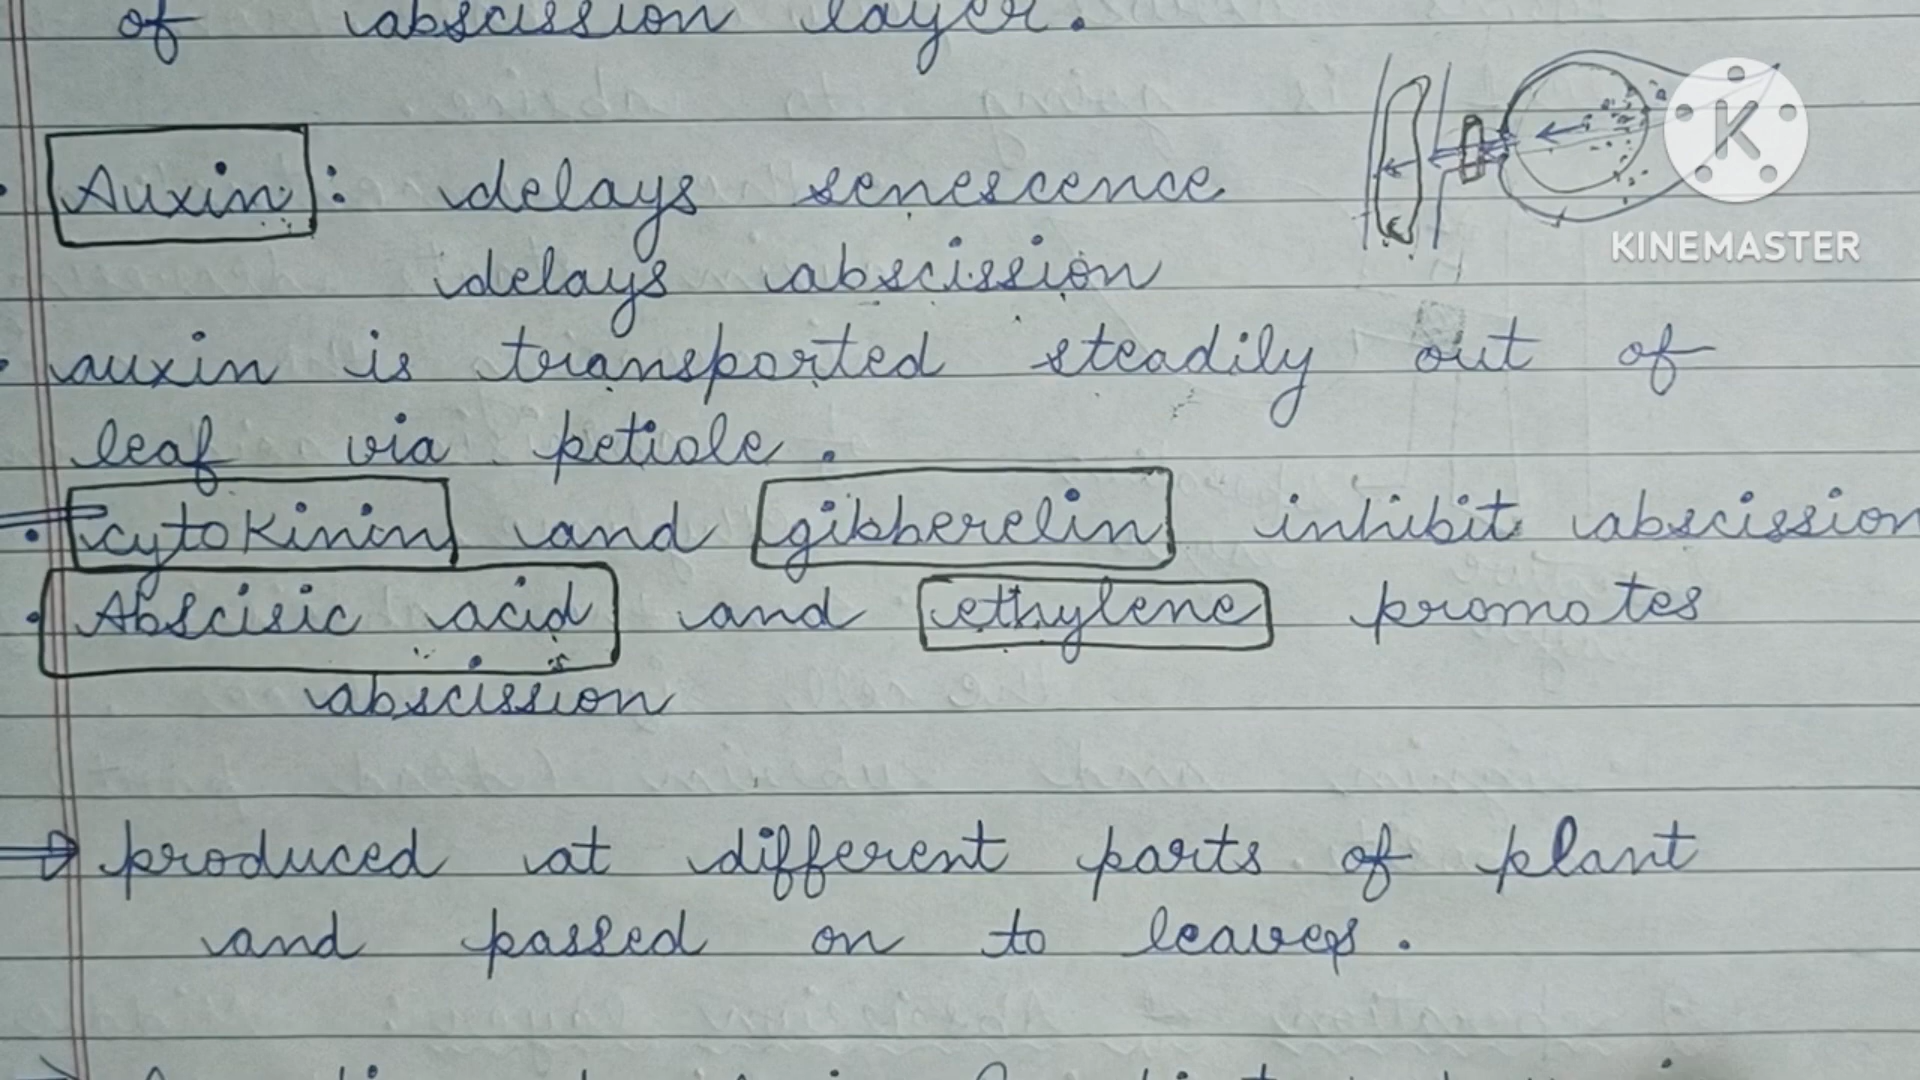 of abscission layer.
Auxin : delays senescence
delays abscission
KINEMASTER
auxin is transported steadily out of
leaf via petiole.
cytokinin and gibberelin inhibit abscission
Abscisic acid and ethylene promotes
abscission
produced at different parts of plant
and passed on to leaves.